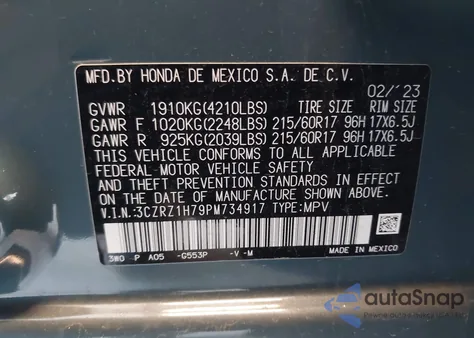 MFD.BY HONDA DE MEXICO S.A. DE C.V.
02/'23
GVWR 1910KG(4210LBS) TIRE SIZE RIM SIZE
GAWR F 1020KG(2248LBS) 215/60R17 96H 17X6.5J
GAWR R 925KG(2039LBS) 215/60R17 96H 17X6.5J
THIS VEHICLE CONFORMS TO ALL APPLICABLE
FEDERAL MOTOR VEHICLE SAFETY
AND THEFT PREVENTION STANDARDS IN EFFECT
ON THE DATE OF MANUFACTURE SHOWN ABOVE.
V.I.N.:3CZRZ1H79PM734917 TYPE:MPV
3W0 P A05 -G553P -V -M
MADE IN MEXICO
autoSnap